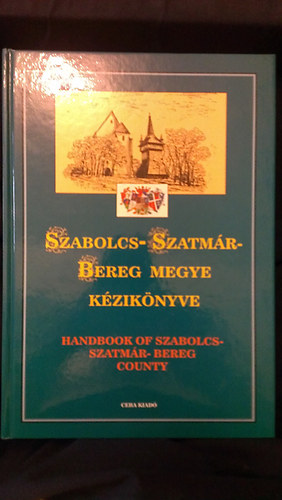 Szabolcs- Szatmár-
Bereg megye
kézikönyve
HANDBOOK OF SZABOLCS-
SZATMÁR- BEREG
COUNTY
CEBA KIADÓ